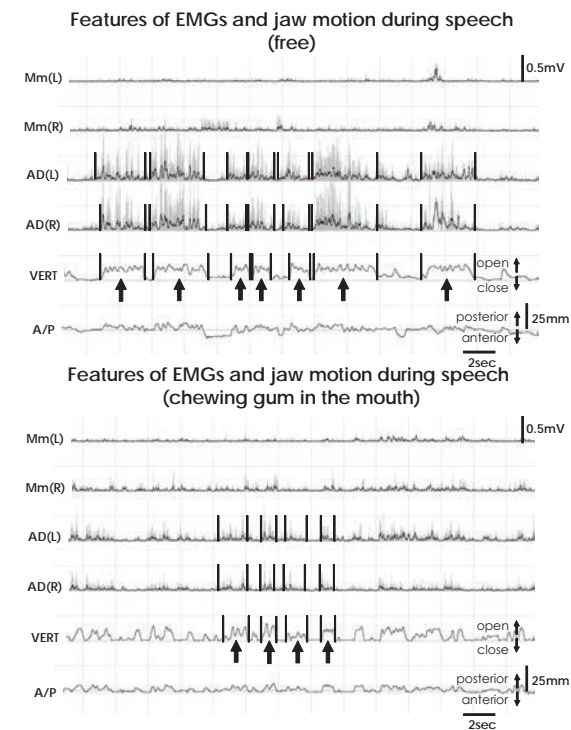 Features of EMGs and jaw motion during speech
(free)
Mm(L)
0.5mV
Mm(R)
AD(L)
AD(R)
VERT
open
close
A/P
posterior
anterior
25mm
2sec
Features of EMGs and jaw motion during speech
(chewing gum in the mouth)
Mm(L)
0.5mV
Mm(R)
AD(L)
AD(R)
VERT
open
close
A/P
posterior
anterior
25mm
2sec